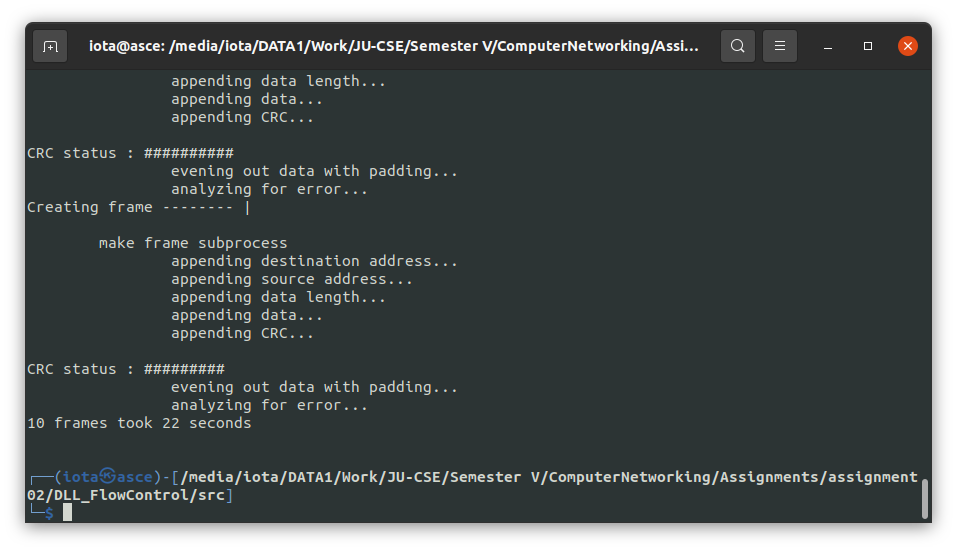 iota@asce: /media/iota/DATA1/Work/JU-CSE/Semester V/ComputerNetworking/Assi...
appending data length...
appending data...
appending CRC...
CRC status : ##########
evening out data with padding...
analyzing for error...
Creating frame -------- |
make frame subprocess
appending destination address...
appending source address...
appending data length...
appending data...
appending CRC...
CRC status : #########
evening out data with padding...
analyzing for error...
10 frames took 22 seconds
┌──(iota㉿asce)-[/media/iota/DATA1/Work/JU-CSE/Semester V/ComputerNetworking/Assignments/assignment
02/DLL_FlowControl/src]
└─$